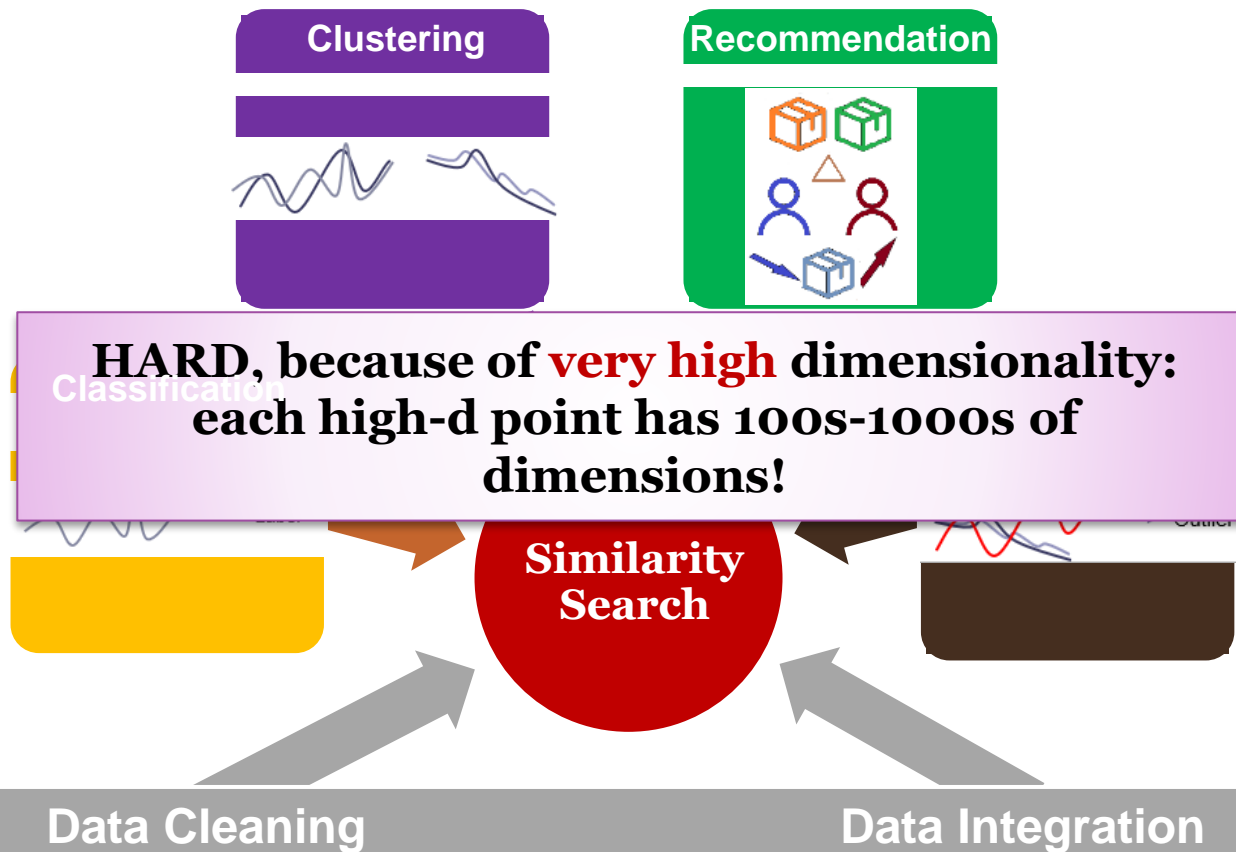 Clustering
Recommendation
HARD, because of very high dimensionality:
Classification
each high-d point has 100s-1000s of
dimensions!
Outlier
Similarity
Search
Data Cleaning
Data Integration